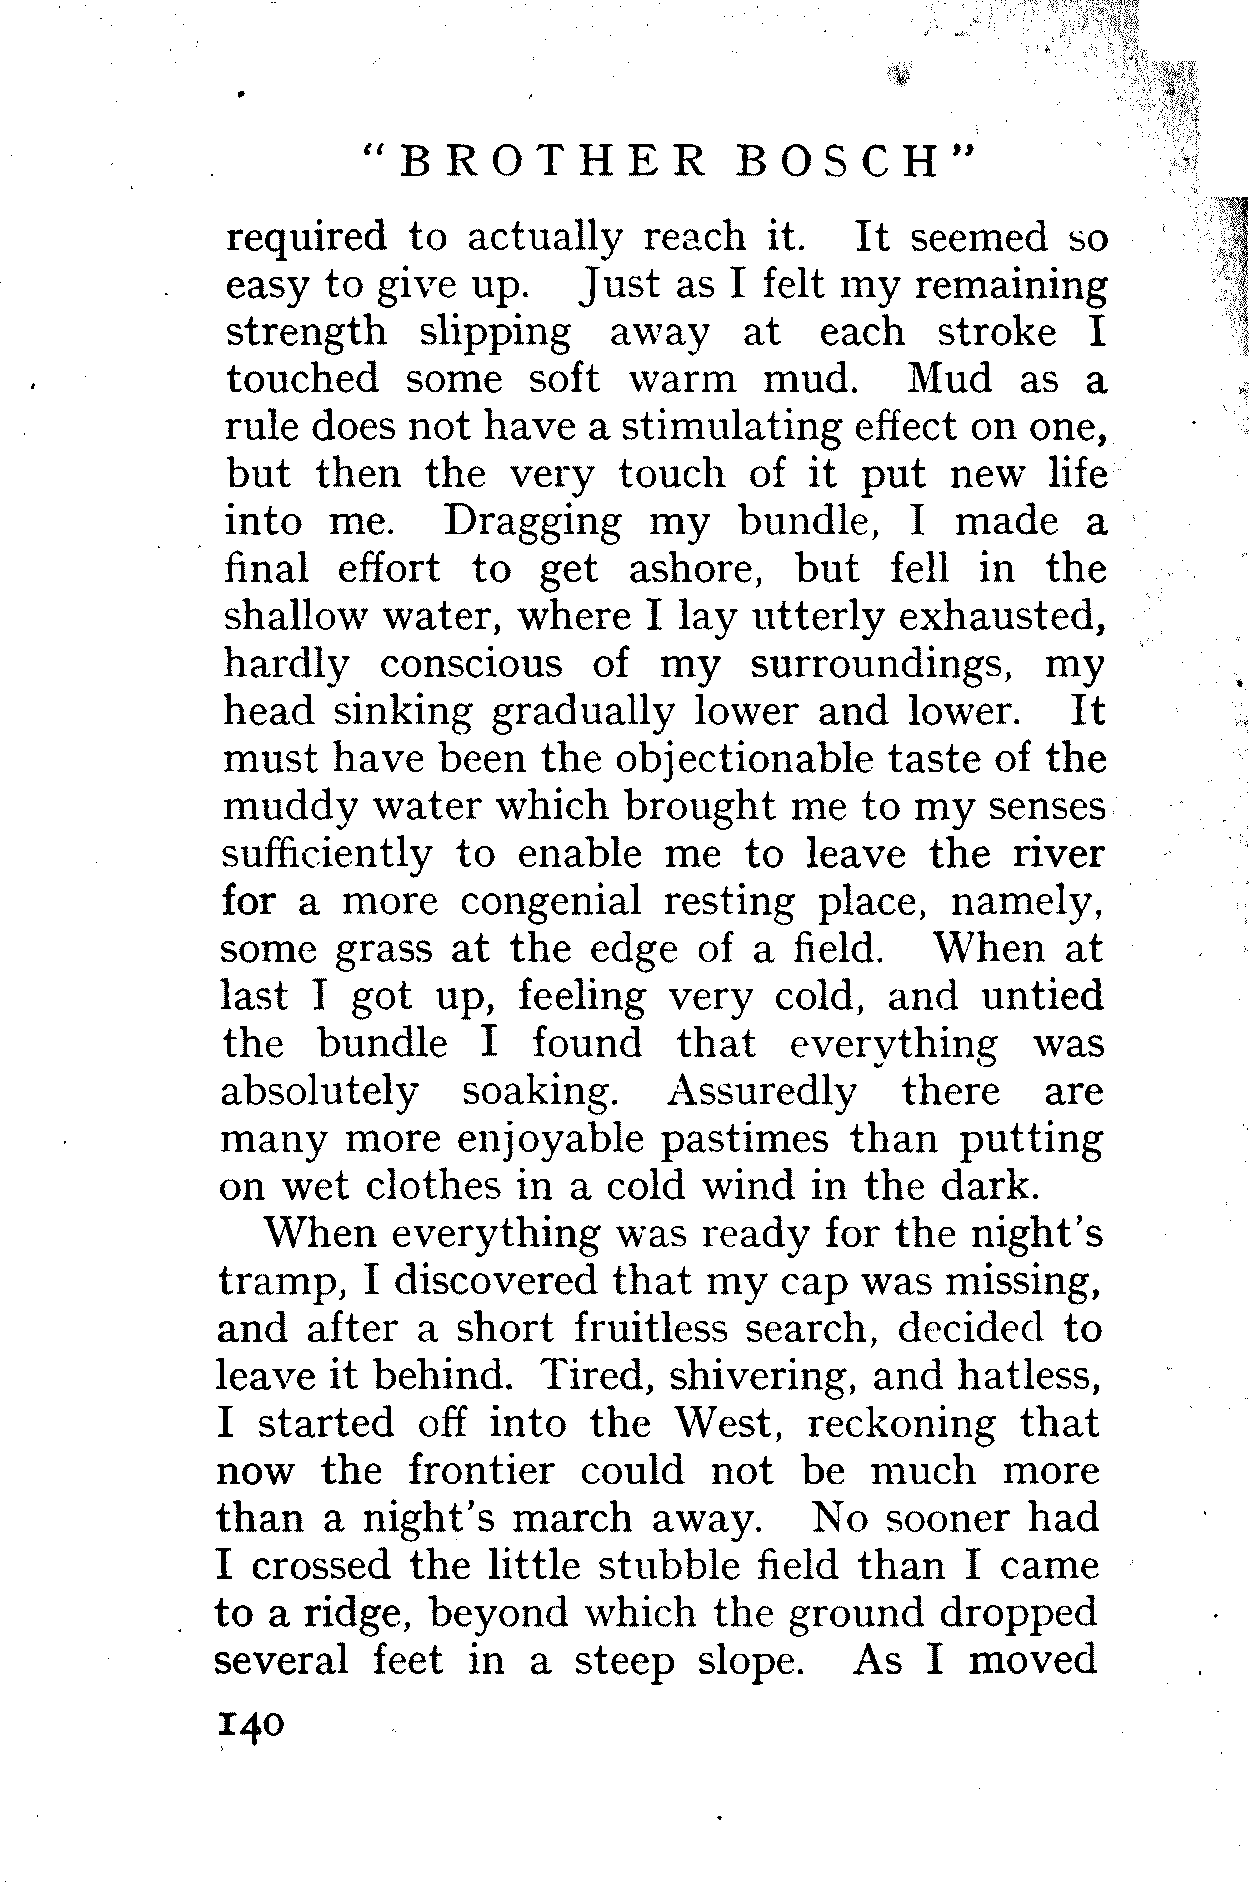 "BROTHER BOSCH"
required to actually reach it. It seemed so
easy to give up. Just as I felt my remaining
strength slipping away at each stroke I
touched some soft warm mud. Mud as a
rule does not have a stimulating effect on one,
but then the very touch of it put new life
into me. Dragging my bundle, I made a
final effort to get ashore, but fell in the
shallow water, where I lay utterly exhausted,
hardly conscious of my surroundings, my
head sinking gradually lower and lower. It
must have been the objectionable taste of the
muddy water which brought me to my senses
sufficiently to enable me to leave the river
for a more congenial resting place, namely,
some grass at the edge of a field. When at
last I got up, feeling very cold, and untied
the bundle I found that everything was
absolutely soaking. Assuredly there are
many more enjoyable pastimes than putting
on wet clothes in a cold wind in the dark.
When everything was ready for the night's
tramp, I discovered that my cap was missing,
and after a short fruitless search, decided to
leave it behind. Tired, shivering, and hatless,
I started off into the West, reckoning that
now the frontier could not be much more
than a night's march away. No sooner had
I crossed the little stubble field than I came
to a ridge, beyond which the ground dropped
several feet in a steep slope. As I moved
140